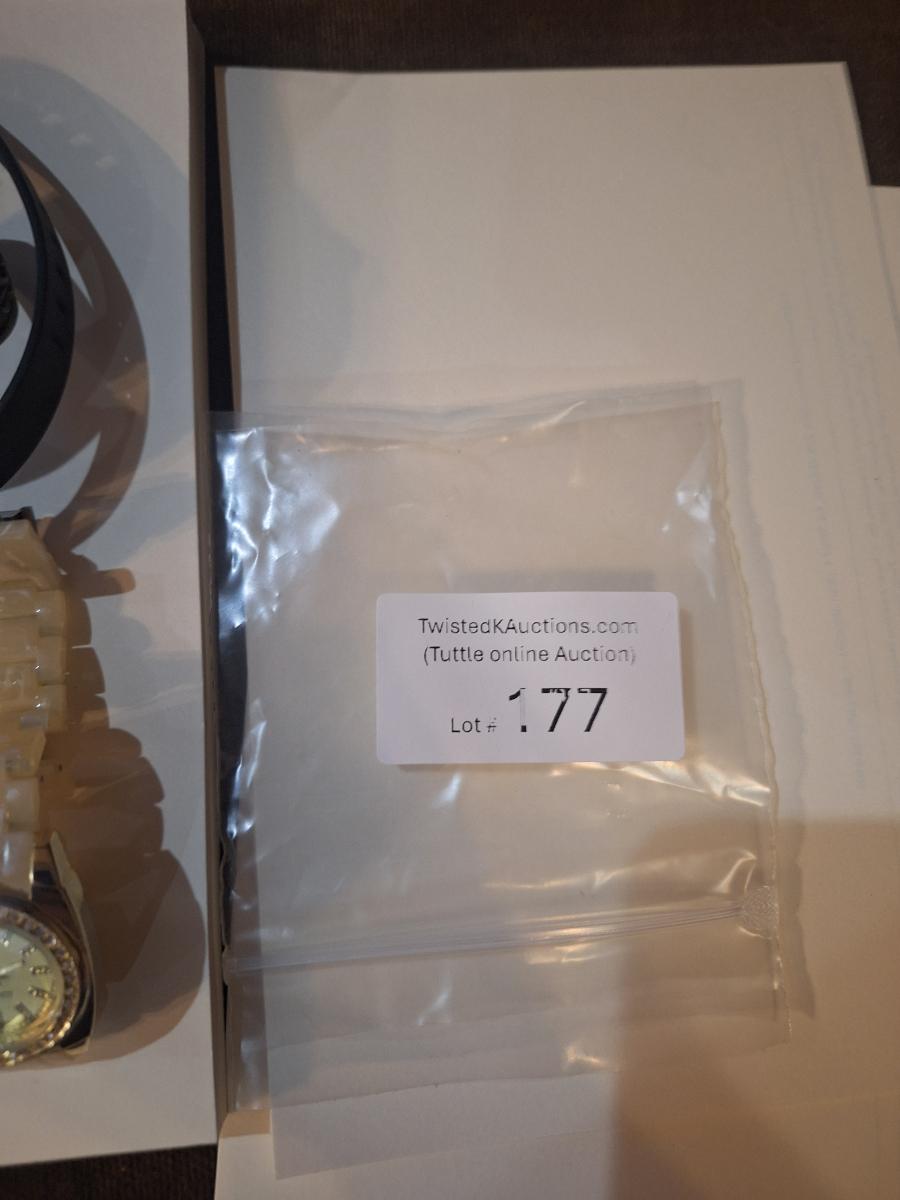 TwistedKAuctions.com
(Tuttle online Auction)
Lot # 177